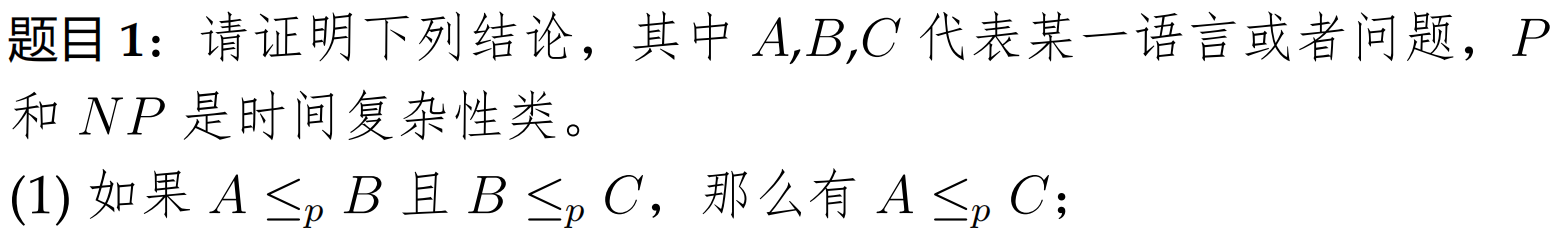 题目 1：请证明下列结论，其中 A,B,C 代表某一语言或者问题，P
和 NP 是时间复杂性类。
(1) 如果 A ≤p B 且 B ≤p C，那么有 A ≤p C；